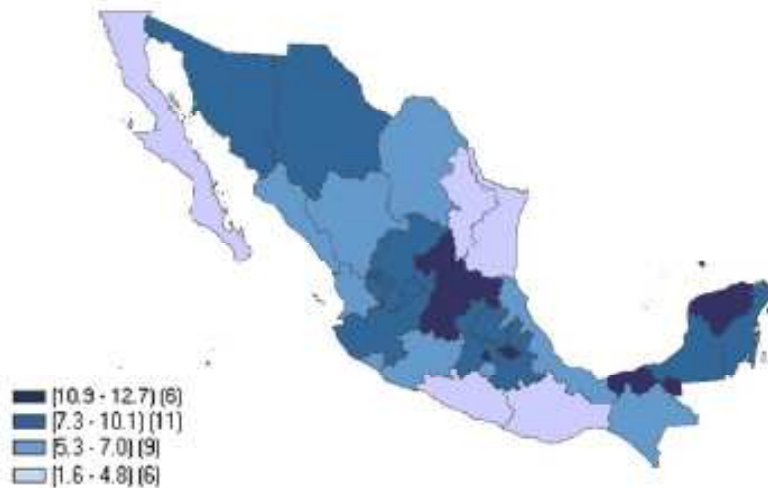 [10.9 - 12.7) (6)
[7.3 - 10.1) (11)
[5.3 - 7.0) (9)
[1.6 - 4.8) (6)